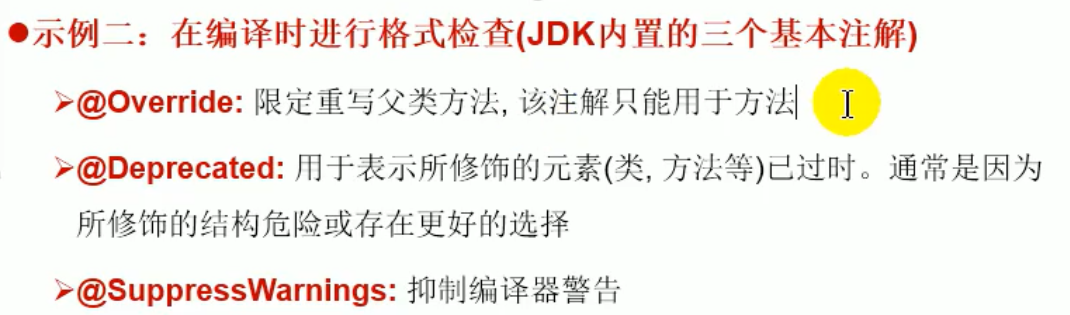 ●示例二：在编译时进行格式检查(JDK内置的三个基本注解)
➢@Override: 限定重写父类方法, 该注解只能用于方法
➢@Deprecated: 用于表示所修饰的元素(类, 方法等)已过时。通常是因为
所修饰的结构危险或存在更好的选择
➢@SuppressWarnings: 抑制编译器警告